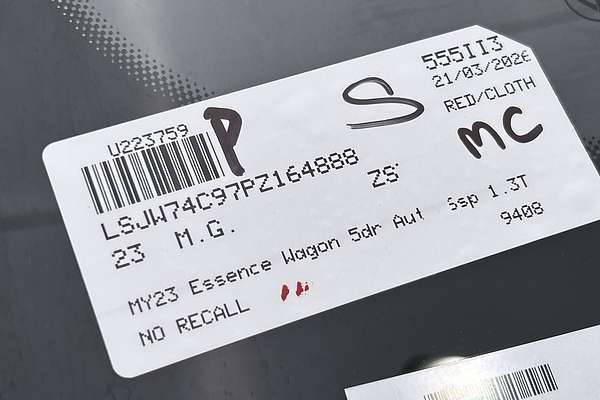 555II3
21/03/2026
U223759 P S RED/CLOTH
MC
LSJW74C97PZ164888 ZS
23 M.G.
MY23 Essence Wagon 5dr Aut 6sp 1.3T
9408
NO RECALL